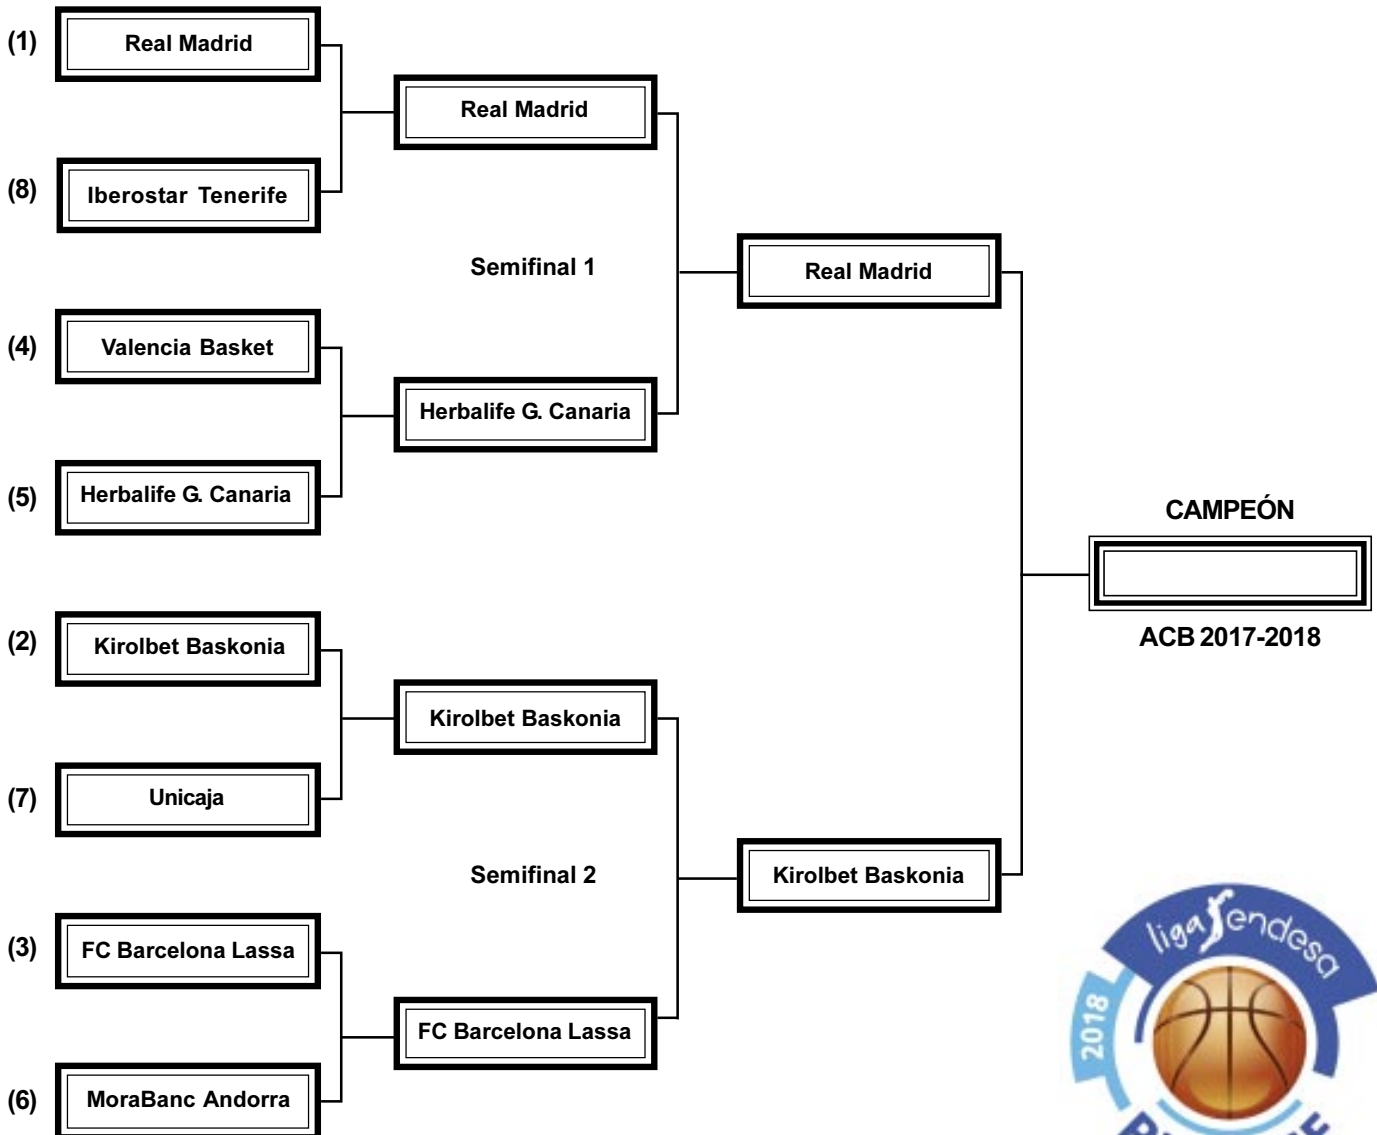 (1) Real Madrid
Real Madrid
(8) Iberostar Tenerife
Semifinal 1
Real Madrid
(4) Valencia Basket
Herbalife G. Canaria
(5) Herbalife G. Canaria
CAMPEÓN
ACB 2017-2018
(2) Kirolbet Baskonia
Kirolbet Baskonia
(7) Unicaja
Semifinal 2
Kirolbet Baskonia
(3) FC Barcelona Lassa
FC Barcelona Lassa
(6) MoraBanc Andorra
liga endesa
2018